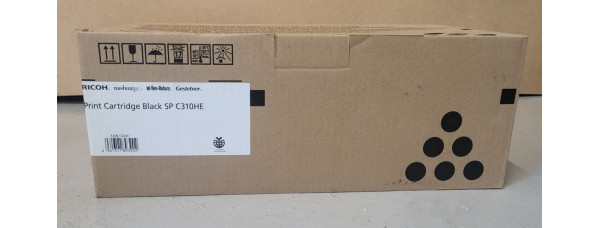 RICOH nashuatec Rex-Rotary Gestetner
Print Cartridge Black SP C310HE